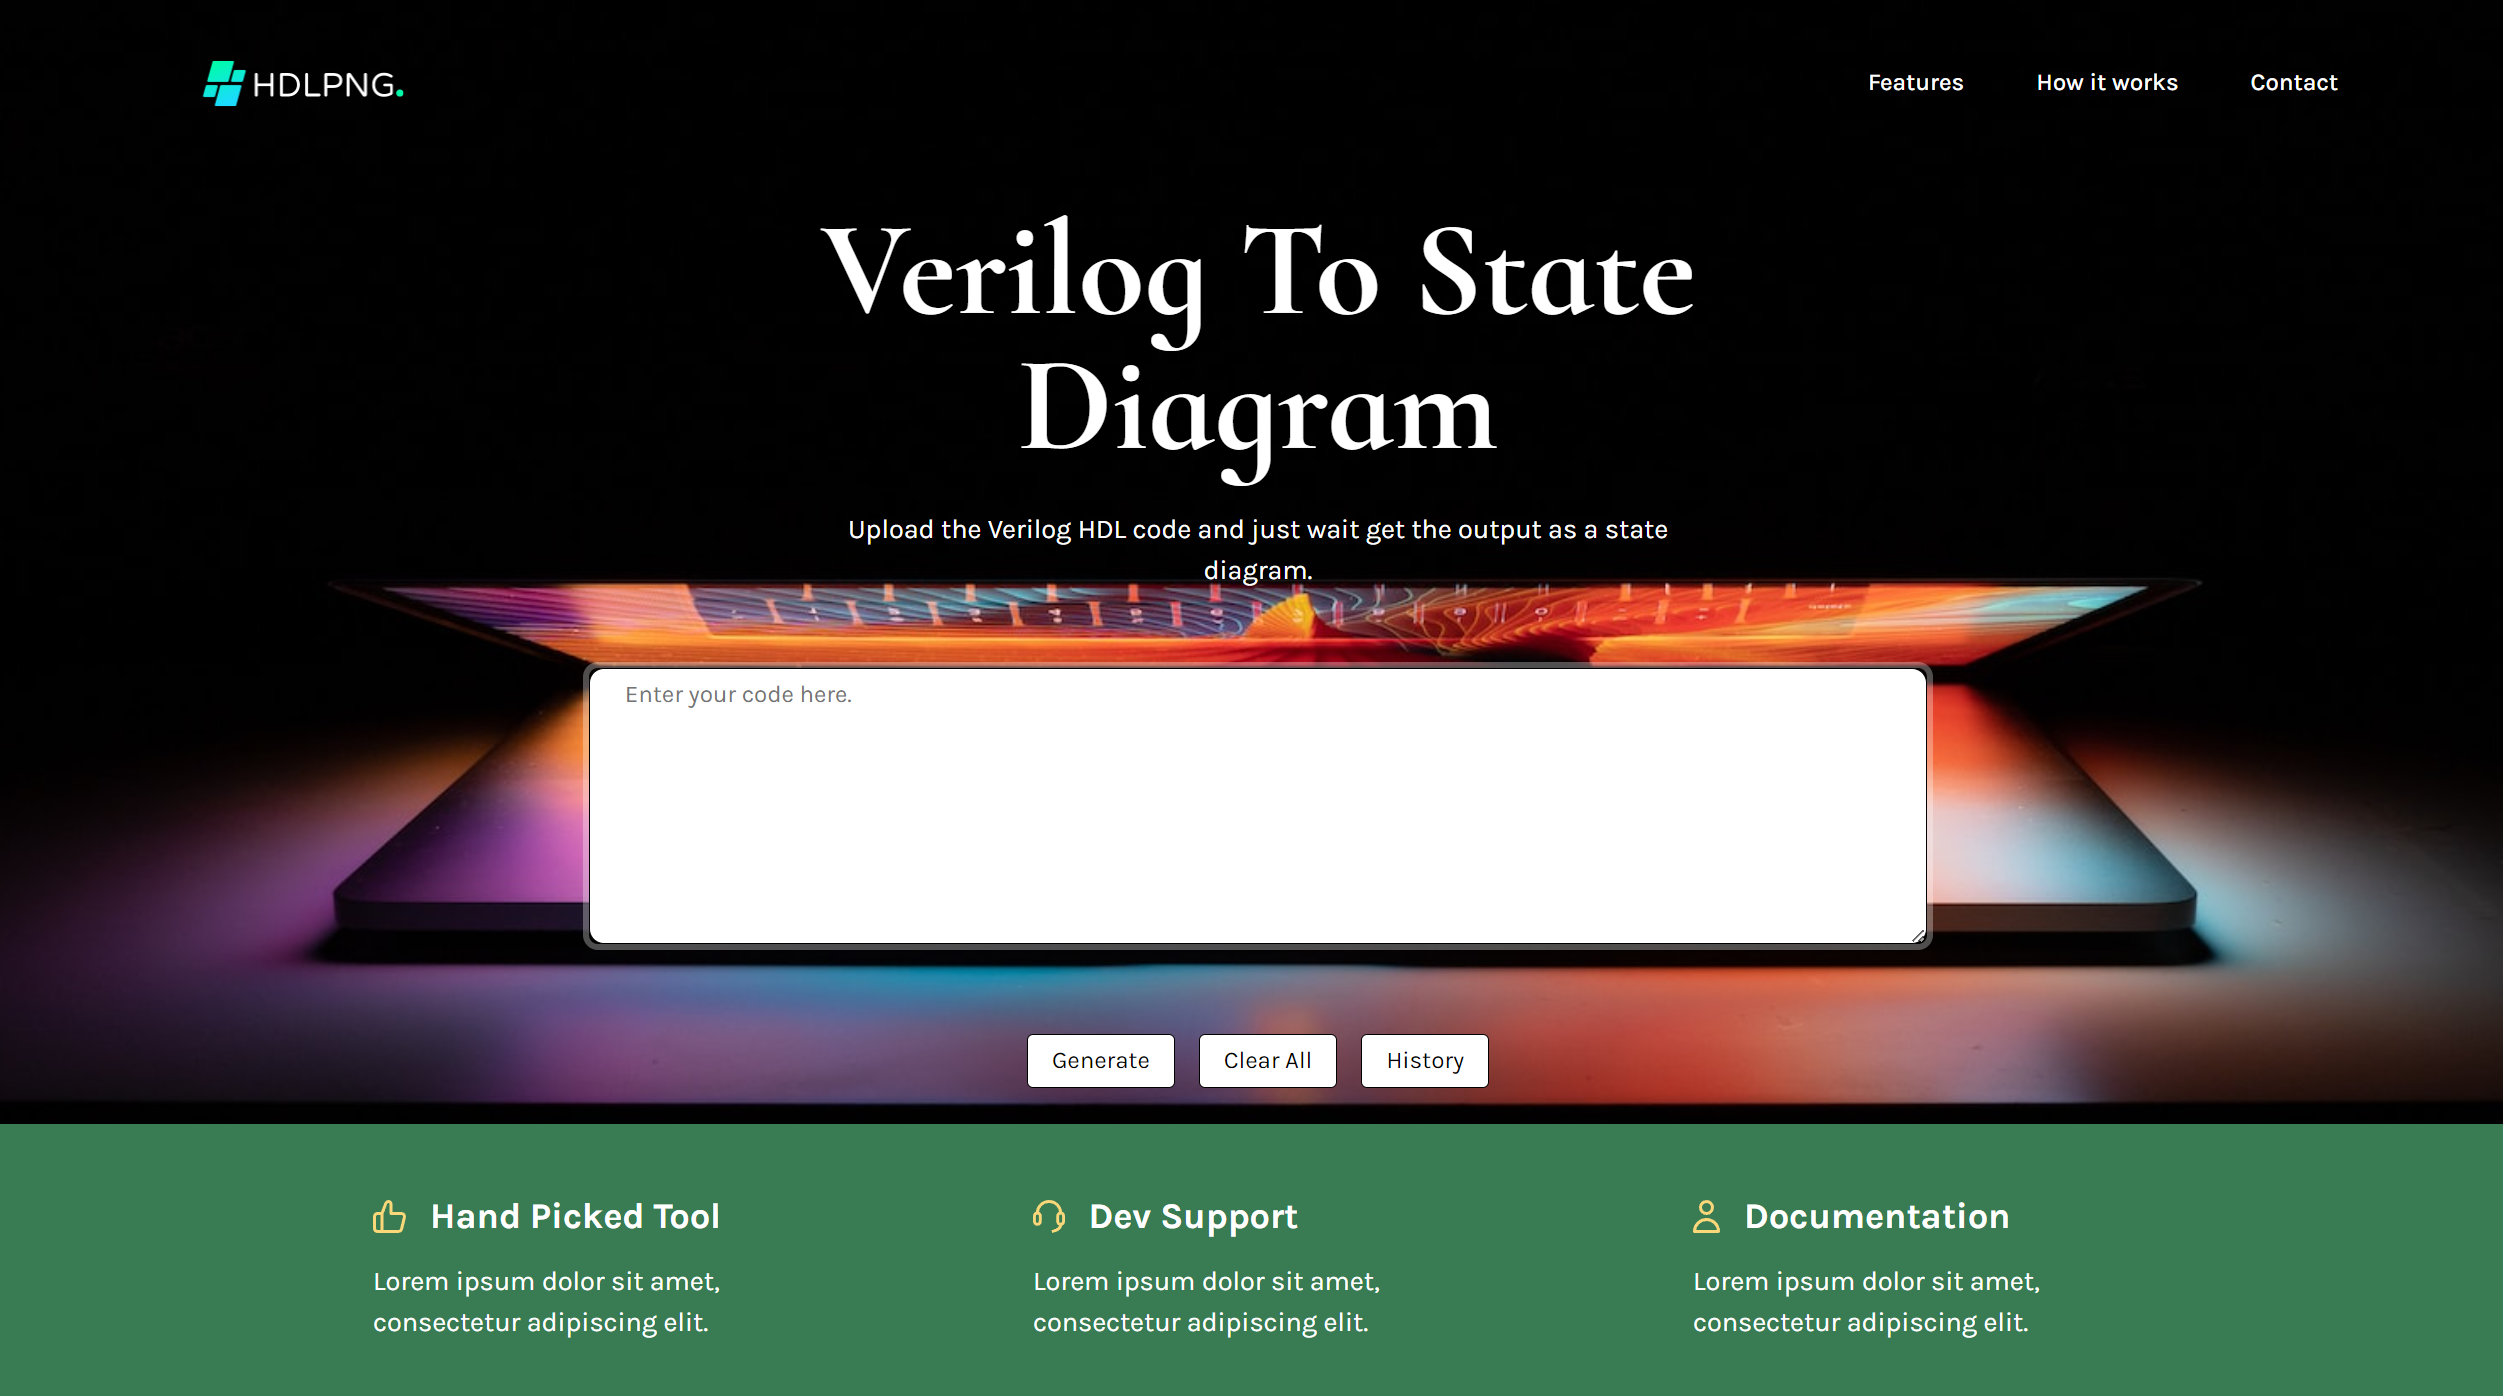 HDLPNG.
Features
How it works
Contact
Verilog To State
Diagram
Upload the Verilog HDL code and just wait get the output as a state
diagram.
Enter your code here.
Generate
Clear All
History
Hand Picked Tool
Dev Support
Documentation
Lorem ipsum dolor sit amet,
consectetur adipiscing elit.
Lorem ipsum dolor sit amet,
consectetur adipiscing elit.
Lorem ipsum dolor sit amet,
consectetur adipiscing elit.